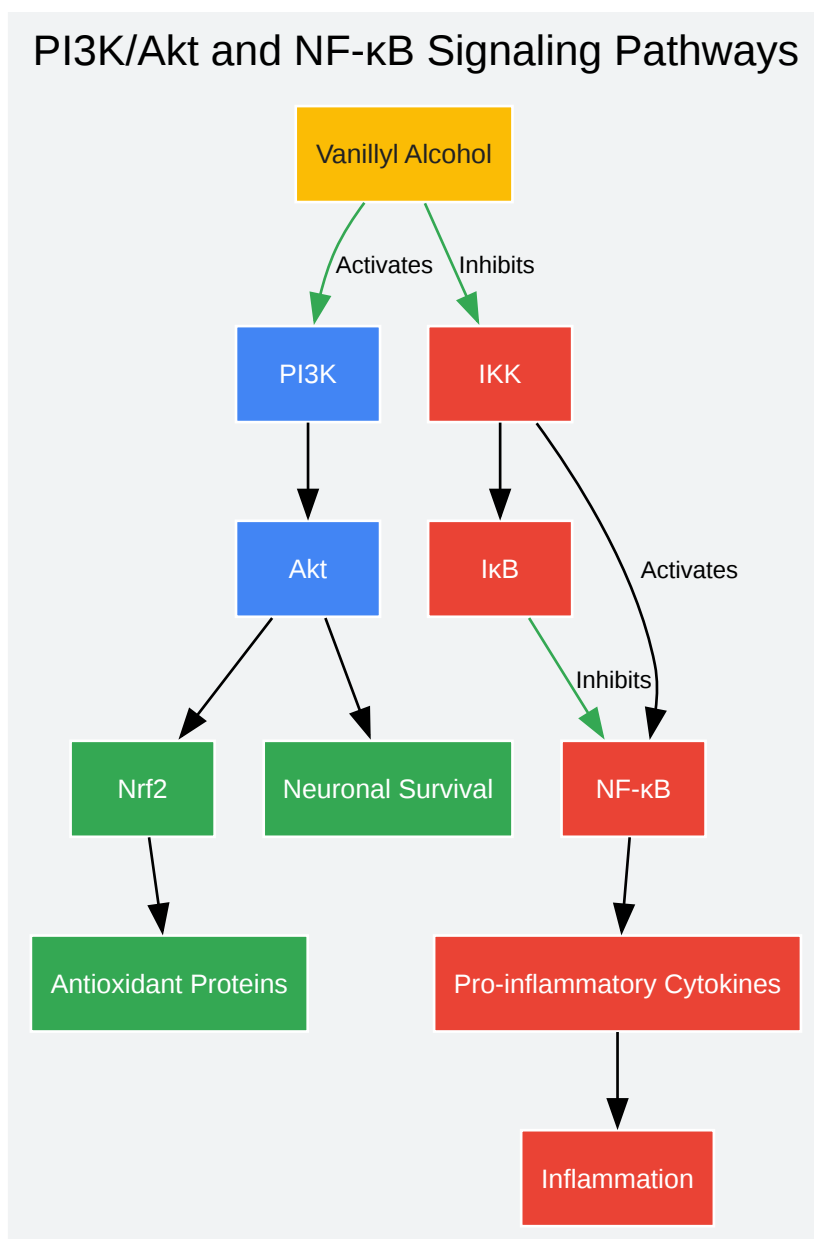 PI3K/Akt and NF-κB Signaling Pathways
Vanillyl Alcohol
Activates
Inhibits
PI3K
IKK
Akt
IκB
Activates
Inhibits
Nrf2
Neuronal Survival
NF-κB
Antioxidant Proteins
Pro-inflammatory Cytokines
Inflammation